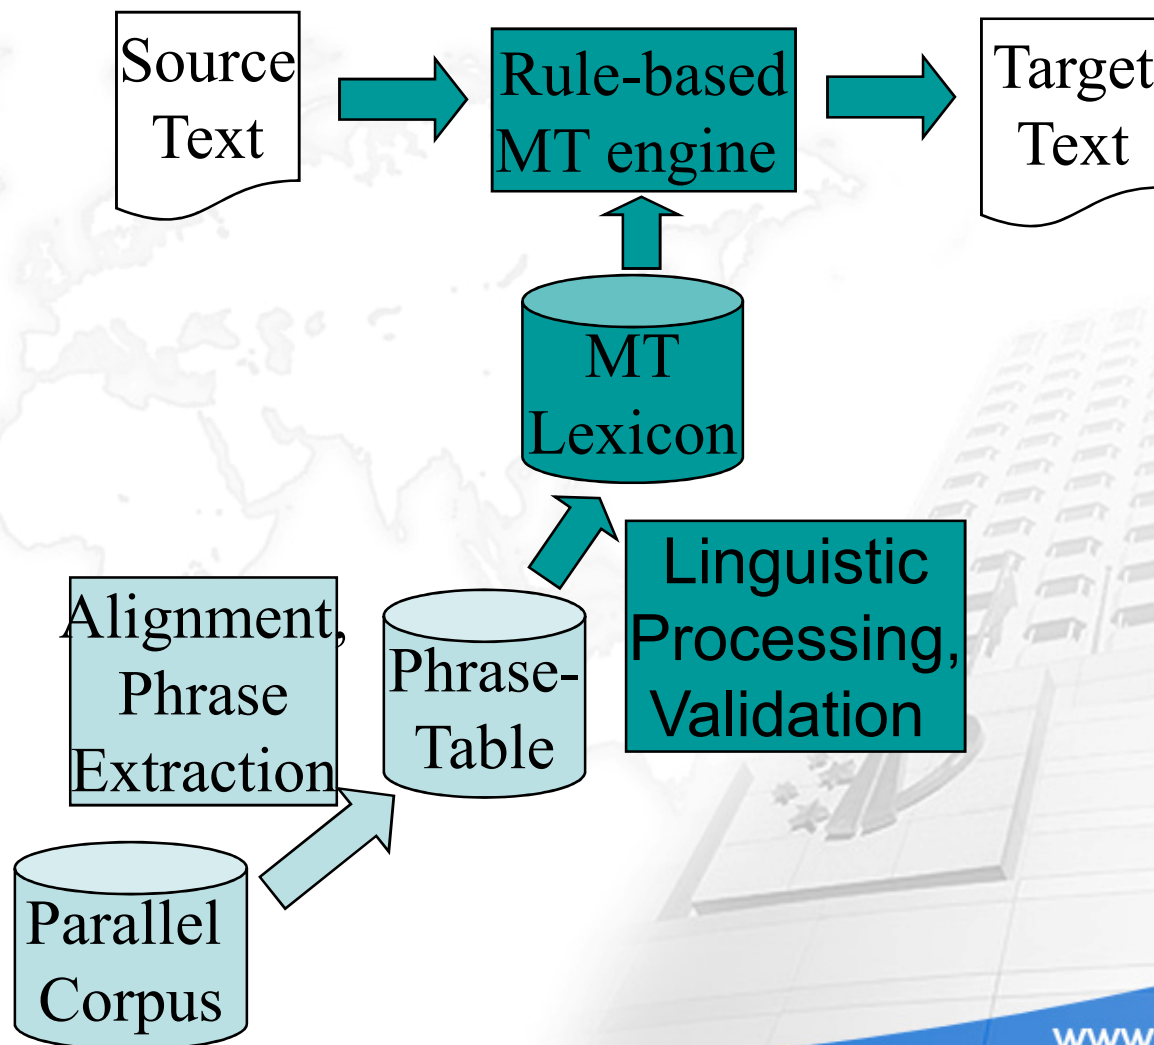 Source
Text
Rule-based
MT engine
Target
Text
MT
Lexicon
Linguistic
Processing,
Validation
Alignment,
Phrase
Extraction
Phrase-
Table
Parallel
Corpus
www